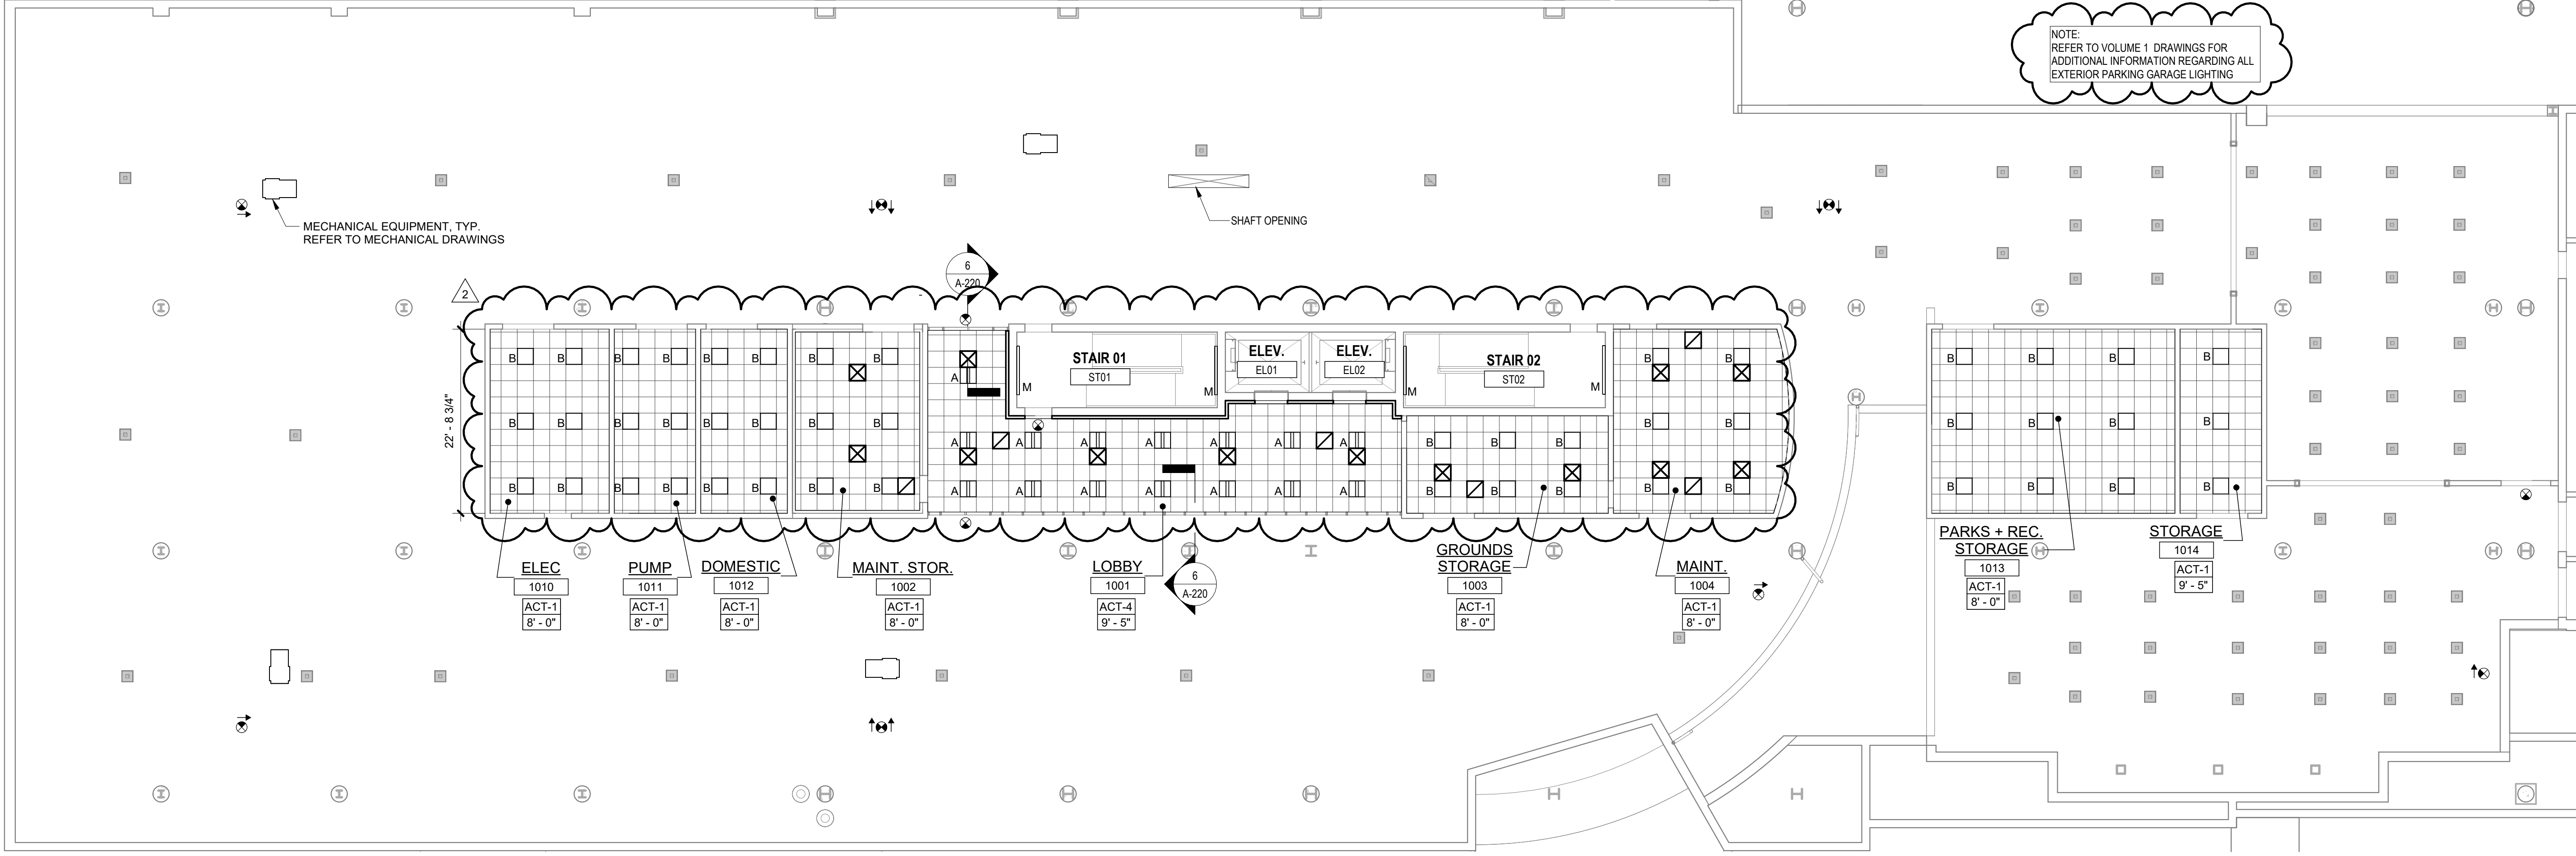 NOTE:
REFER TO VOLUME 1 DRAWINGS FOR
ADDITIONAL INFORMATION REGARDING ALL
EXTERIOR PARKING GARAGE LIGHTING
MECHANICAL EQUIPMENT, TYP.
REFER TO MECHANICAL DRAWINGS
SHAFT OPENING
6
A-220
2
22' - 8 3/4"
STAIR 01
ST01
ELEV.
EL01
ELEV.
EL02
STAIR 02
ST02
M
M
M
M
B B B B B B B B B B
B B B B
A
B B B B B B B B B B
B B B B
A A A A A A A
B B B
B B B B B B B B
A A A A A A A
B B B
B B
B B B B
ELEC
1010
ACT-1
8' - 0"
PUMP
1011
ACT-1
8' - 0"
DOMESTIC
1012
ACT-1
8' - 0"
MAINT. STOR.
1002
ACT-1
8' - 0"
LOBBY
1001
ACT-4
9' - 5"
6
A-220
GROUNDS
STORAGE
1003
ACT-1
8' - 0"
MAINT.
1004
ACT-1
8' - 0"
PARKS + REC.
STORAGE
1013
ACT-1
8' - 0"
STORAGE
1014
ACT-1
9' - 5"